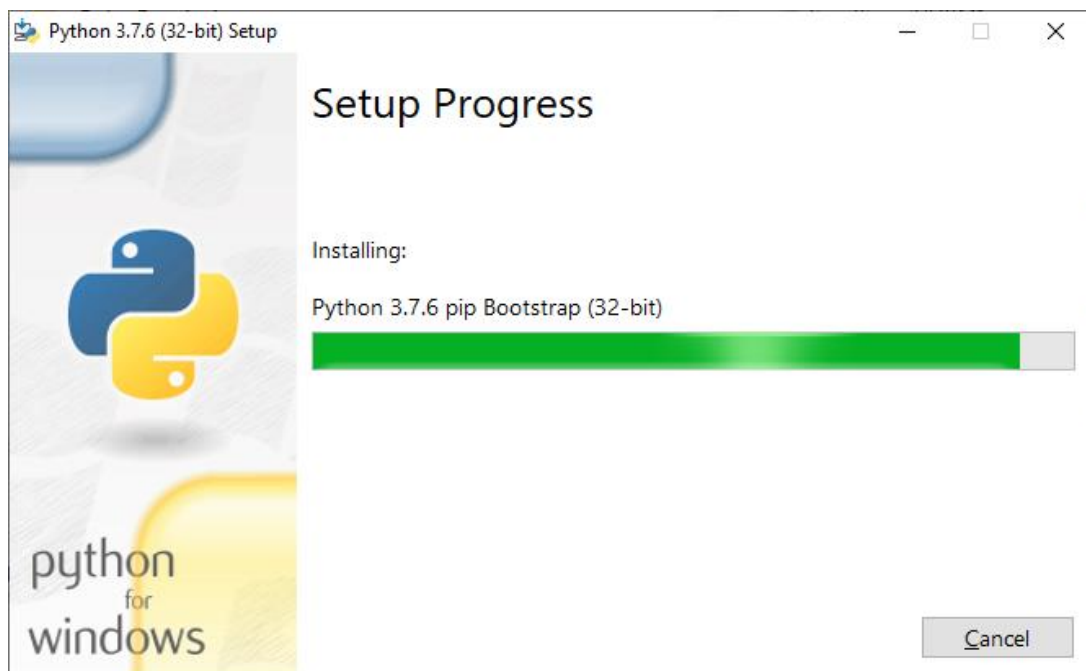 Python 3.7.6 (32-bit) Setup
Setup Progress
Installing:
Python 3.7.6 pip Bootstrap (32-bit)
python
for
windows
Cancel